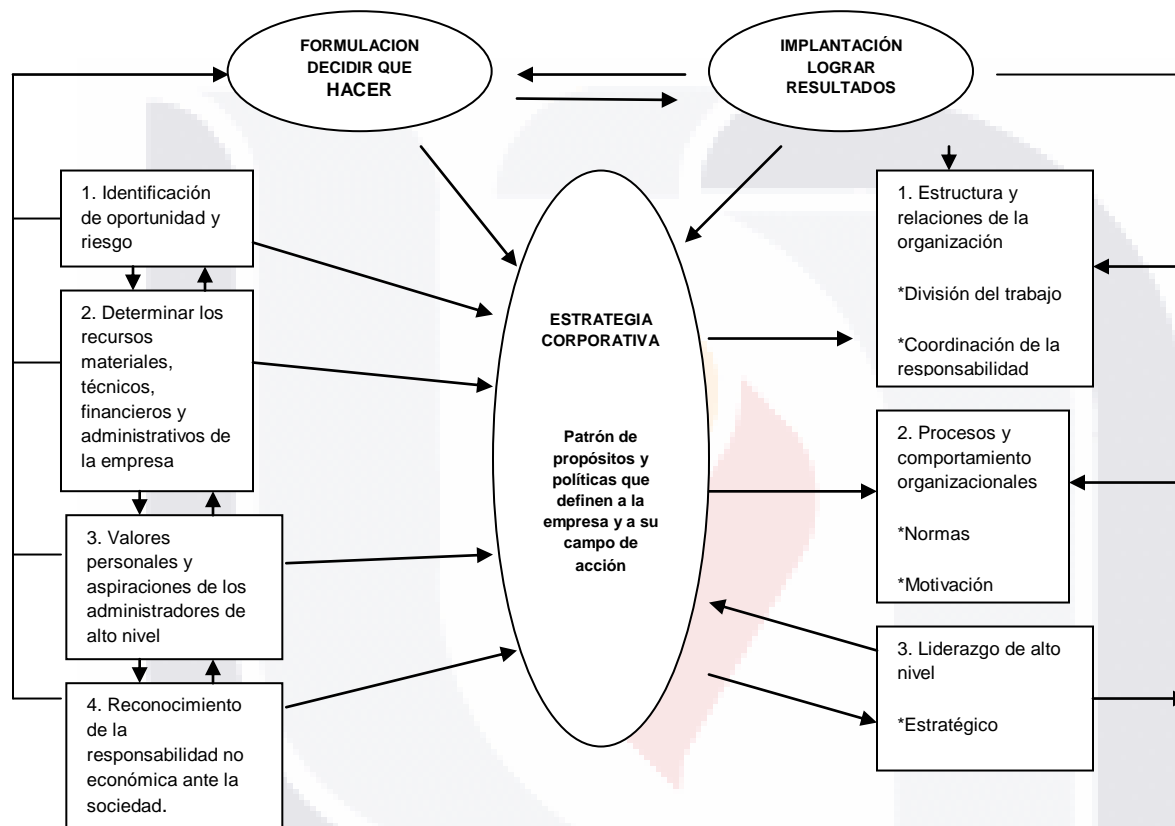 FORMULACION
DECIDIR QUE
HACER
IMPLANTACIÓN
LOGRAR
RESULTADOS
1. Identificación
de oportunidad y
riesgo
2. Determinar los
recursos
materiales,
técnicos,
financieros y
administrativos de
la empresa
3. Valores
personales y
aspiraciones de los
administradores de
alto nivel
4. Reconocimiento
de la
responsabilidad no
económica ante la
sociedad.
ESTRATEGIA
CORPORATIVA
Patrón de
propósitos y
políticas que
definen a la
empresa y a su
campo de
acción
1. Estructura y
relaciones de la
organización
*División del trabajo
*Coordinación de la
responsabilidad
2. Procesos y
comportamiento
organizacionales
*Normas
*Motivación
3. Liderazgo de alto
nivel
*Estratégico